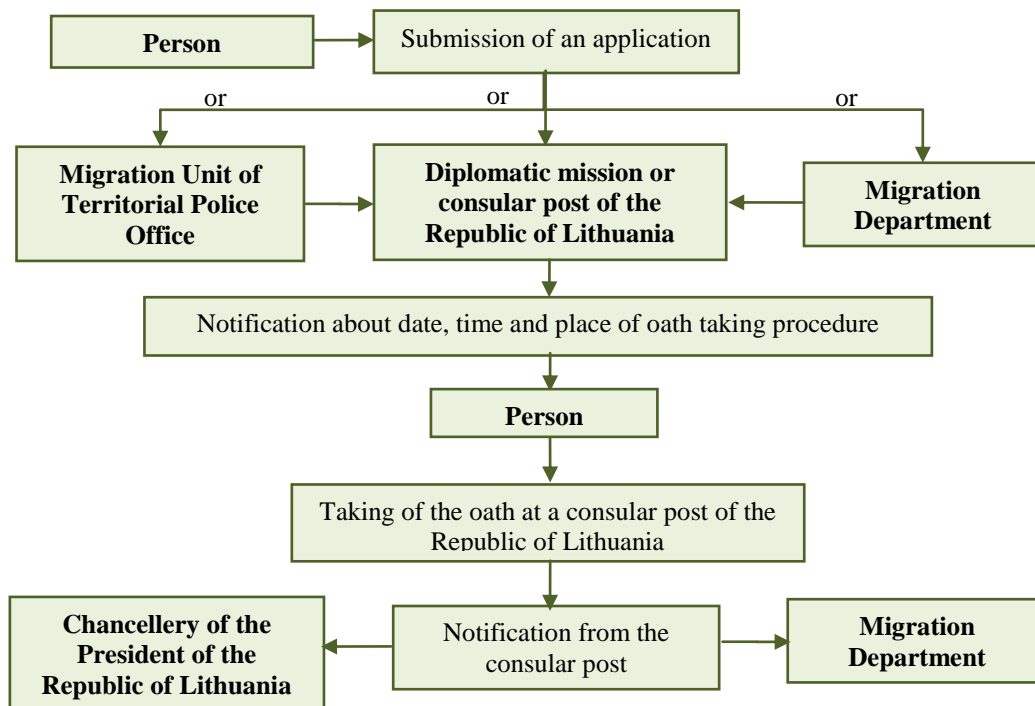 Person
Submission of an application
or
or
or
Migration Unit of
Territorial Police
Office
Diplomatic mission or
consular post of the
Republic of Lithuania
Migration
Department
Notification about date, time and place of oath taking procedure
Person
Taking of the oath at a consular post of the
Republic of Lithuania
Chancellery of the
President of the
Republic of Lithuania
Notification from the
consular post
Migration
Department